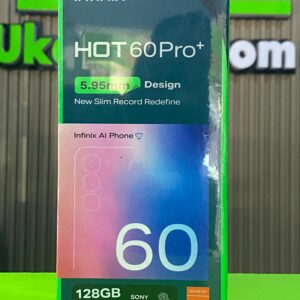 HOT 60 Pro+
5.95mm Design
New Slim Record Redefine
Infinix AI Phone
60
128GB
SONY